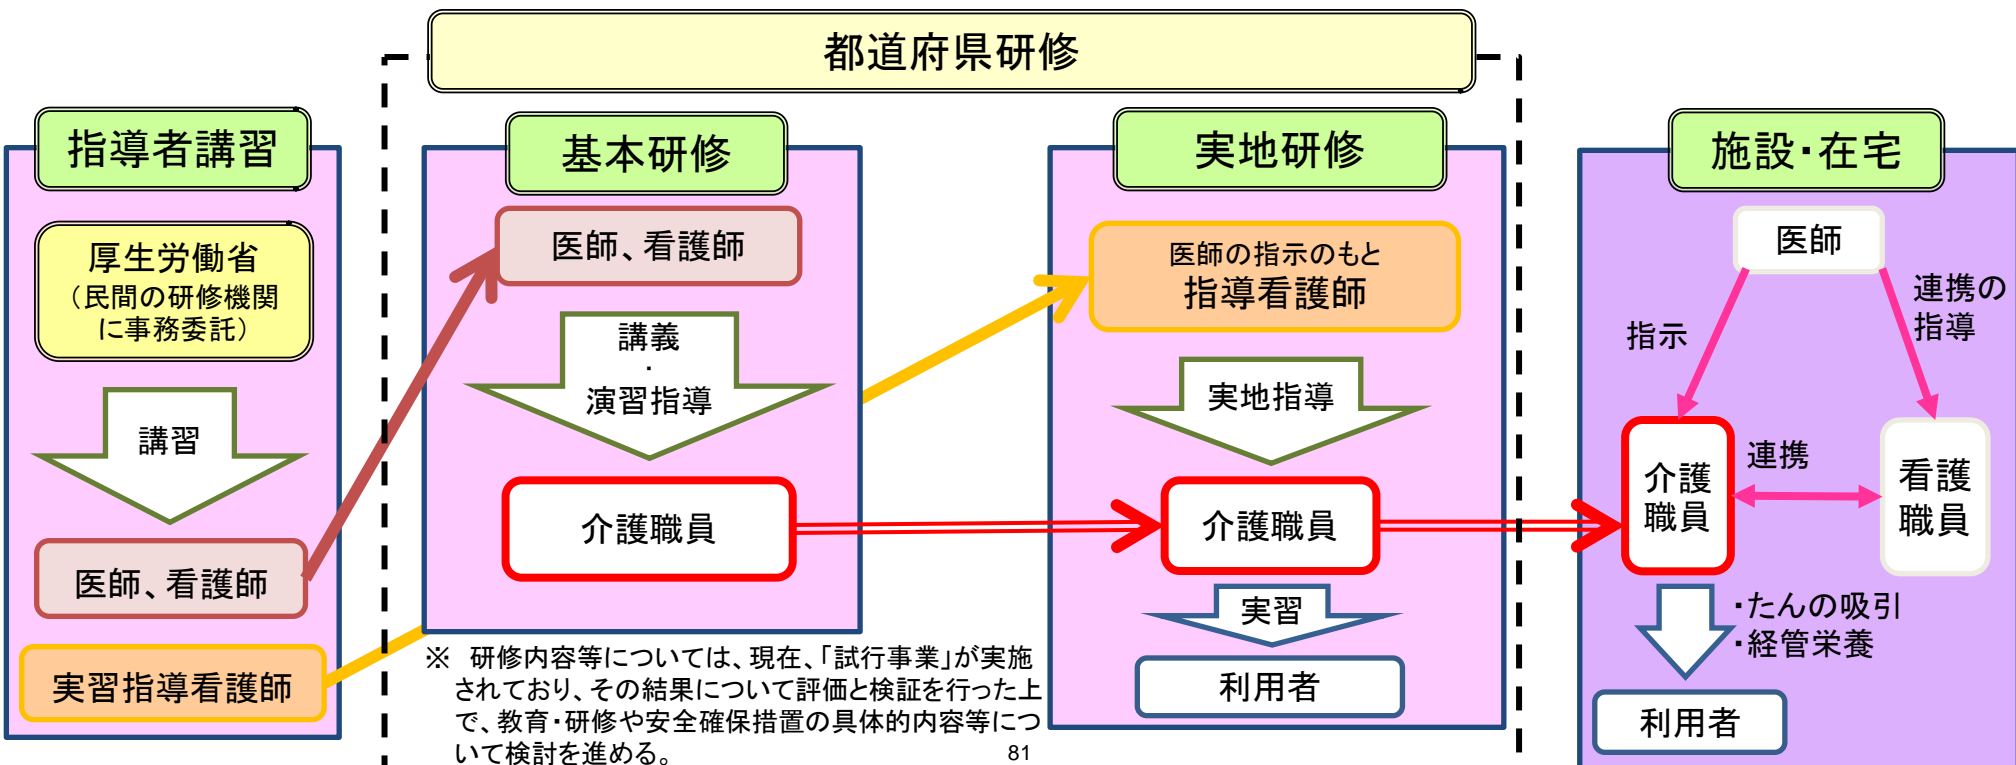 都道府県研修
指導者講習
厚生労働省
（民間の研修機関
に事務委託）
講習
医師、看護師
実習指導看護師
基本研修
医師、看護師
講義
・
演習指導
介護職員
※　研修内容等については、現在、「試行事業」が実施
されており、その結果について評価と検証を行った上
で、教育・研修や安全確保措置の具体的内容等につ
いて検討を進める。
実地研修
医師の指示のもと
指導看護師
実地指導
介護職員
実習
利用者
施設・在宅
医師
指示
連携の
指導
介護
職員
連携
看護
職員
・たんの吸引
・経管栄養
利用者
81